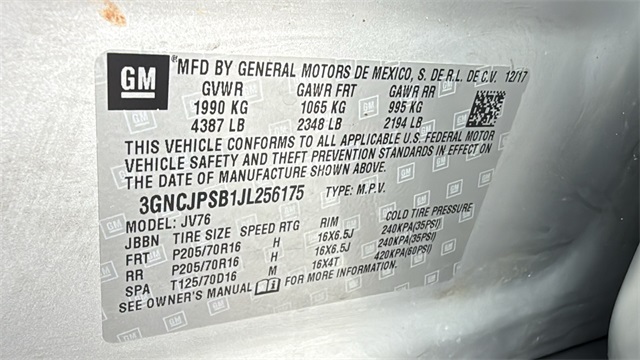 GM
MFD BY GENERAL MOTORS DE MEXICO, S. DE R.L. DE C.V. 12/17
GVWR GAWR FRT GAWR RR
1990 KG 1065 KG 995 KG
4387 LB 2348 LB 2194 LB
THIS VEHICLE CONFORMS TO ALL APPLICABLE U.S. FEDERAL MOTOR
VEHICLE SAFETY AND THEFT PREVENTION STANDARDS IN EFFECT ON
THE DATE OF MANUFACTURE SHOWN ABOVE.
3GNCJPSB1JL256175 TYPE: M.P.V.
MODEL: JV76
JBBN TIRE SIZE SPEED RTG RIM COLD TIRE PRESSURE
FRT P205/70R16 H 16X6.5J 240KPA(35PSI)
RR P205/70R16 H 16X6.5J 240KPA(35PSI)
SPA T125/70D16 M 16X4T 420KPA(60PSI)
SEE OWNER'S MANUAL FOR MORE INFORMATION.